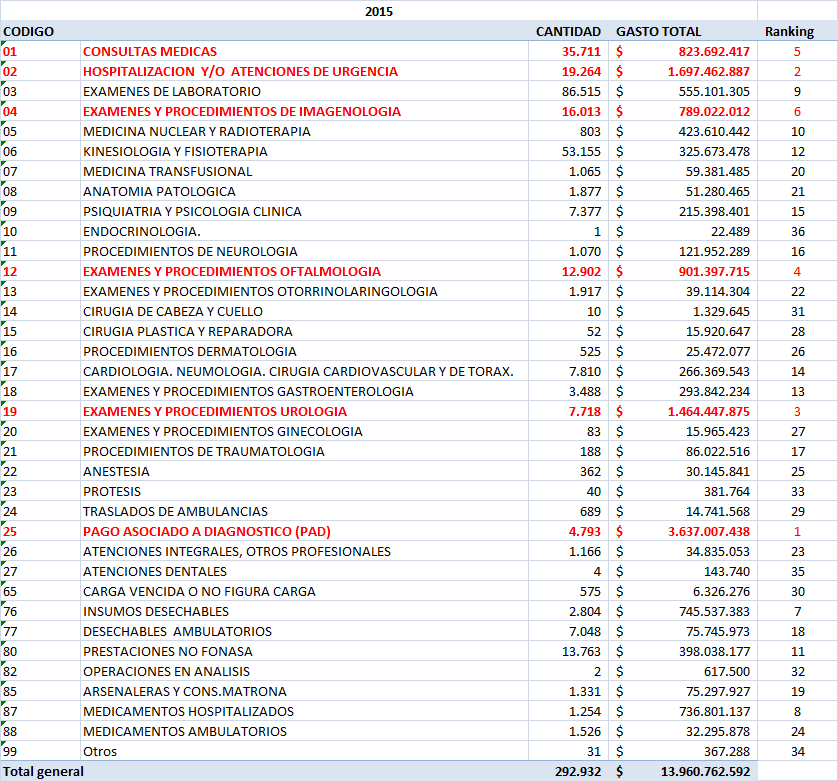 2015
CODIGO CANTIDAD GASTO TOTAL Ranking
01 CONSULTAS MEDICAS 35.711 $ 823.692.417 5
02 HOSPITALIZACION Y/O ATENCIONES DE URGENCIA 19.264 $ 1.697.462.887 2
03 EXAMENES DE LABORATORIO 86.515 $ 555.101.305 9
04 EXAMENES Y PROCEDIMIENTOS DE IMAGENOLOGIA 16.013 $ 789.022.012 6
05 MEDICINA NUCLEAR Y RADIOTERAPIA 803 $ 423.610.442 10
06 KINESIOLOGIA Y FISIOTERAPIA 53.155 $ 325.673.478 12
07 MEDICINA TRANSFUSIONAL 1.065 $ 59.381.485 20
08 ANATOMIA PATOLOGICA 1.877 $ 51.280.465 21
09 PSIQUIATRIA Y PSICOLOGIA CLINICA 7.377 $ 215.398.401 15
10 ENDOCRINOLOGIA. 1 $ 22.489 36
11 PROCEDIMIENTOS DE NEUROLOGIA 1.070 $ 121.952.289 16
12 EXAMENES Y PROCEDIMIENTOS OFTALMOLOGIA 12.902 $ 901.397.715 4
13 EXAMENES Y PROCEDIMIENTOS OTORRINOLARINGOLOGIA 1.917 $ 39.114.304 22
14 CIRUGIA DE CABEZA Y CUELLO 10 $ 1.329.645 31
15 CIRUGIA PLASTICA Y REPARADORA 52 $ 15.920.647 28
16 PROCEDIMIENTOS DERMATOLOGIA 525 $ 25.472.077 26
17 CARDIOLOGIA. NEUMOLOGIA. CIRUGIA CARDIOVASCULAR Y DE TORAX. 7.810 $ 266.369.543 14
18 EXAMENES Y PROCEDIMIENTOS GASTROENTEROLOGIA 3.488 $ 293.842.234 13
19 EXAMENES Y PROCEDIMIENTOS UROLOGIA 7.718 $ 1.464.447.875 3
20 EXAMENES Y PROCEDIMIENTOS GINECOLOGIA 83 $ 15.965.423 27
21 PROCEDIMIENTOS DE TRAUMATOLOGIA 188 $ 86.022.516 17
22 ANESTESIA 362 $ 30.145.841 25
23 PROTESIS 40 $ 381.764 33
24 TRASLADOS DE AMBULANCIAS 689 $ 14.741.568 29
25 PAGO ASOCIADO A DIAGNOSTICO (PAD) 4.793 $ 3.637.007.438 1
26 ATENCIONES INTEGRALES, OTROS PROFESIONALES 1.166 $ 34.835.053 23
27 ATENCIONES DENTALES 4 $ 143.740 35
65 CARGA VENCIDA O NO FIGURA CARGA 575 $ 6.326.276 30
76 INSUMOS DESECHABLES 2.804 $ 745.537.383 7
77 DESECHABLES AMBULATORIOS 7.048 $ 75.745.973 18
80 PRESTACIONES NO FONASA 13.763 $ 398.038.177 11
82 OPERACIONES EN ANALISIS 2 $ 617.500 32
85 ARSENALERAS Y CONS.MATRONA 1.331 $ 75.297.927 19
87 MEDICAMENTOS HOSPITALIZADOS 1.254 $ 736.801.137 8
88 MEDICAMENTOS AMBULATORIOS 1.526 $ 32.295.878 24
99 Otros 31 $ 367.288 34
Total general 292.932 $ 13.960.762.592